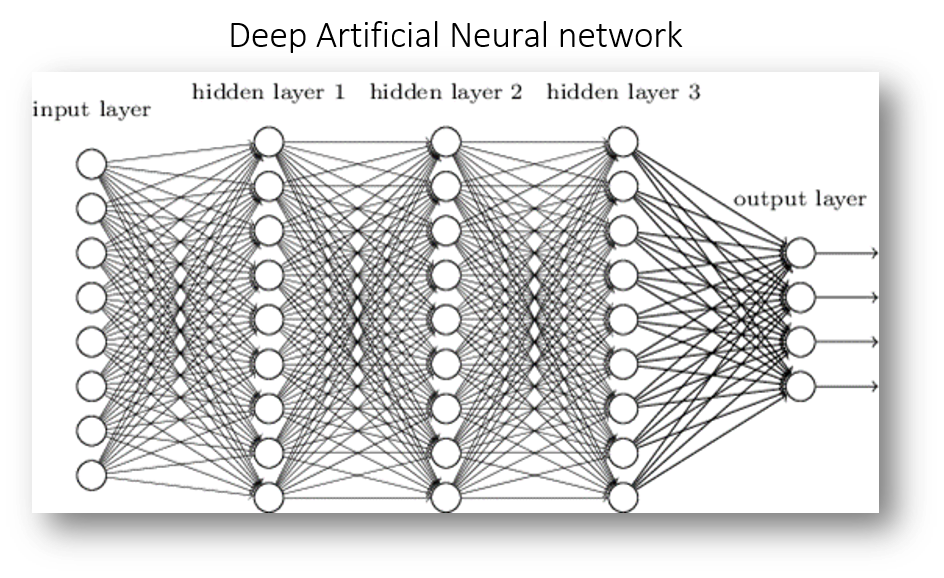 Deep Artificial Neural network
hidden layer 1 hidden layer 2 hidden layer 3
input layer
output layer